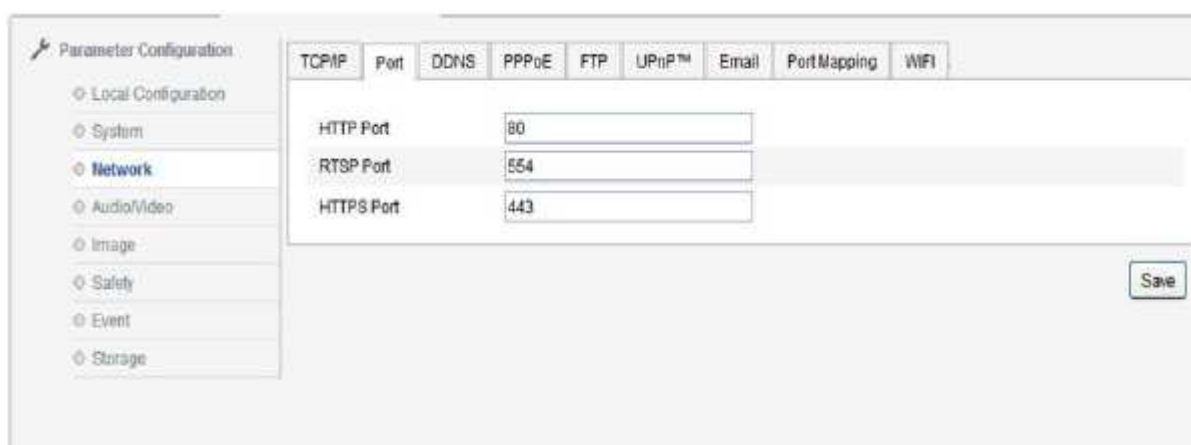 Parameter Configuration
Local Configuration
System
Network
Audio/Video
Image
Safety
Event
Storage
TCP/IP Port DDNS PPPoE FTP UPnP™ Email Port Mapping WIFI
HTTP Port 80
RTSP Port 554
HTTPS Port 443
Save